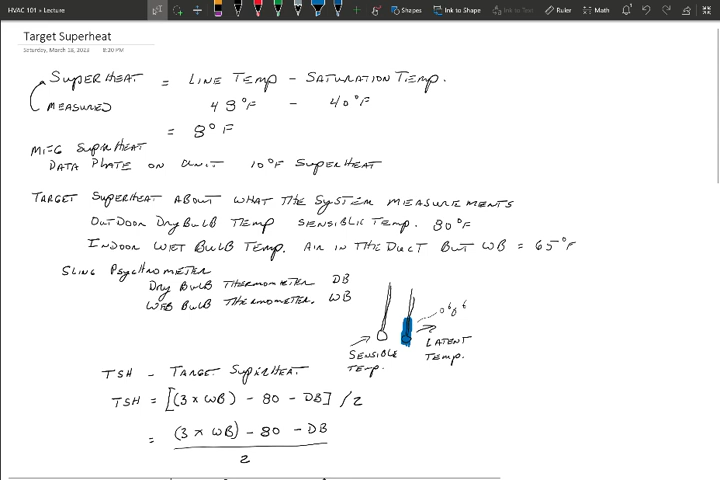 HVAC 101 » Lecture
Shapes
Ink to Shape
Ink to Text
Ruler
Math
Target Superheat
Saturday, March 18, 2023 8:20 PM
SUPERHEAT = LINE TEMP - SATURATION TEMP.
MEASURED 48°F - 40°F
= 8°F
MFG SUPERHEAT
DATA PLATE ON UNIT 10°F SUPERHEAT
TARGET SUPERHEAT ABOUT WHAT THE SYSTEM MEASUREMENTS
OUTDOOR DRY BULB TEMP SENSIBLE TEMP. 80°F
INDOOR WET BULB TEMP. AIR IN THE DUCT BUT WB = 65°F
SLING PSYCHROMETER
DRY BULB THERMOMETER DB
WEB BULB THERMOMETER. WB
SENSIBLE TEMP.
LATENT TEMP.
TSH - TARGET SUPERHEAT
TSH = [(3 x WB) - 80 - DB] / 2
= (3 x WB) - 80 - DB
2